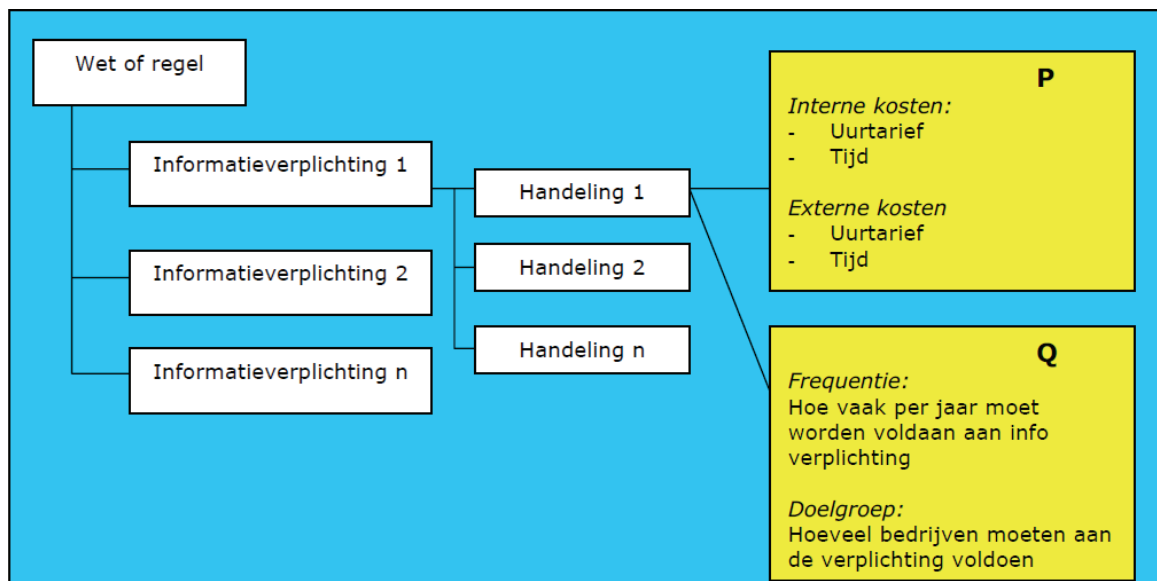 Wet of regel
Informatieverplichting 1
Informatieverplichting 2
Informatieverplichting n
Handeling 1
Handeling 2
Handeling n
P
Interne kosten:
- Uurtarief
- Tijd
Externe kosten
- Uurtarief
- Tijd
Q
Frequentie:
Hoe vaak per jaar moet
worden voldaan aan info
verplichting
Doelgroep:
Hoeveel bedrijven moeten aan
de verplichting voldoen